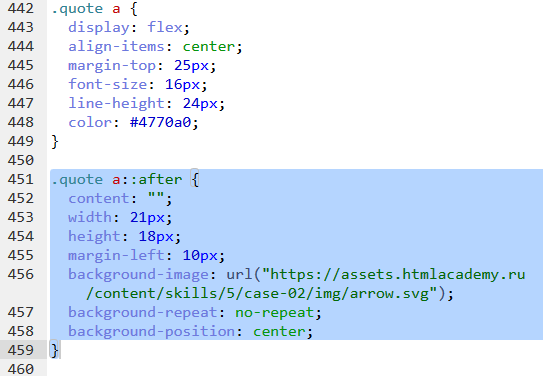 442 .quote a {
443   display: flex;
444   align-items: center;
445   margin-top: 25px;
446   font-size: 16px;
447   line-height: 24px;
448   color: #4770a0;
449 }
450
451 .quote a::after {
452   content: "";
453   width: 21px;
454   height: 18px;
455   margin-left: 10px;
456   background-image: url("https://assets.htmlacademy.ru
/content/skills/5/case-02/img/arrow.svg");
457   background-repeat: no-repeat;
458   background-position: center;
459 }
460